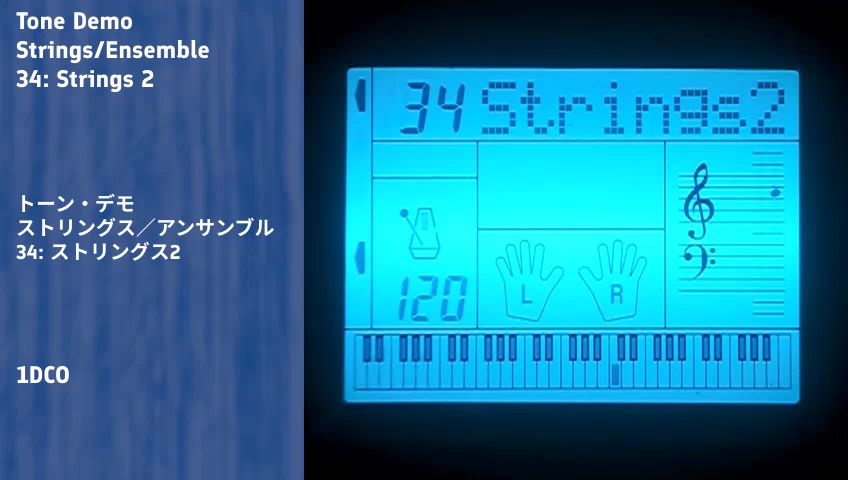 Tone Demo
Strings/Ensemble
34: Strings 2
トーン・デモ
ストリングス／アンサンブル
34: ストリングス2
1DCO
34 Strings2
120
L R